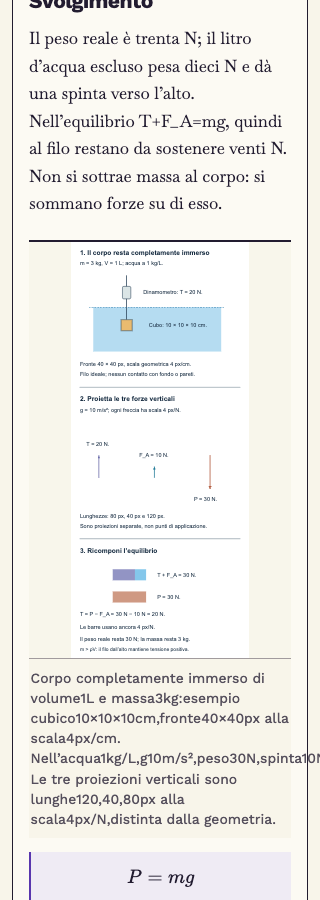 Svolgimento
Il peso reale è trenta N; il litro
d’acqua escluso pesa dieci N e dà
una spinta verso l’alto.
Nell’equilibrio T+F_A=mg, quindi
al filo restano da sostenere venti N.
Non si sottrae massa al corpo: si
sommano forze su di esso.
1. Il corpo resta completamente immerso
m = 3 kg, V = 1 L; acqua a 1 kg/L.
Dinamometro: T = 20 N.
Cubo: 10 × 10 × 10 cm.
Fronte 40 × 40 px, scala geometrica 4 px/cm.
Filo ideale; nessun contatto con fondo o pareti.
2. Proietta le tre forze verticali
g = 10 m/s²; ogni freccia ha scala 4 px/N.
T = 20 N.
F_A = 10 N.
P = 30 N.
Lunghezze: 80 px, 40 px e 120 px.
Sono proiezioni separate, non punti di applicazione.
3. Ricomponi l’equilibrio
T + F_A = 30 N.
P = 30 N.
T = P − F_A = 30 N − 10 N = 20 N.
Le barre usano ancora 4 px/N.
Il peso reale resta 30 N; la massa resta 3 kg.
m = ρV: il filo dall’alto mantiene tensione positiva.
Corpo completamente immerso di
volume1L e massa3kg:esempio
cubico10×10×10cm,fronte40×40px alla
scala4px/cm.
Nell’acqua1kg/L,g10m/s²,peso30N,spinta10N
Le tre proiezioni verticali sono
lunghe120,40,80px alla
scala4px/N,distinta dalla geometria.
P = mg